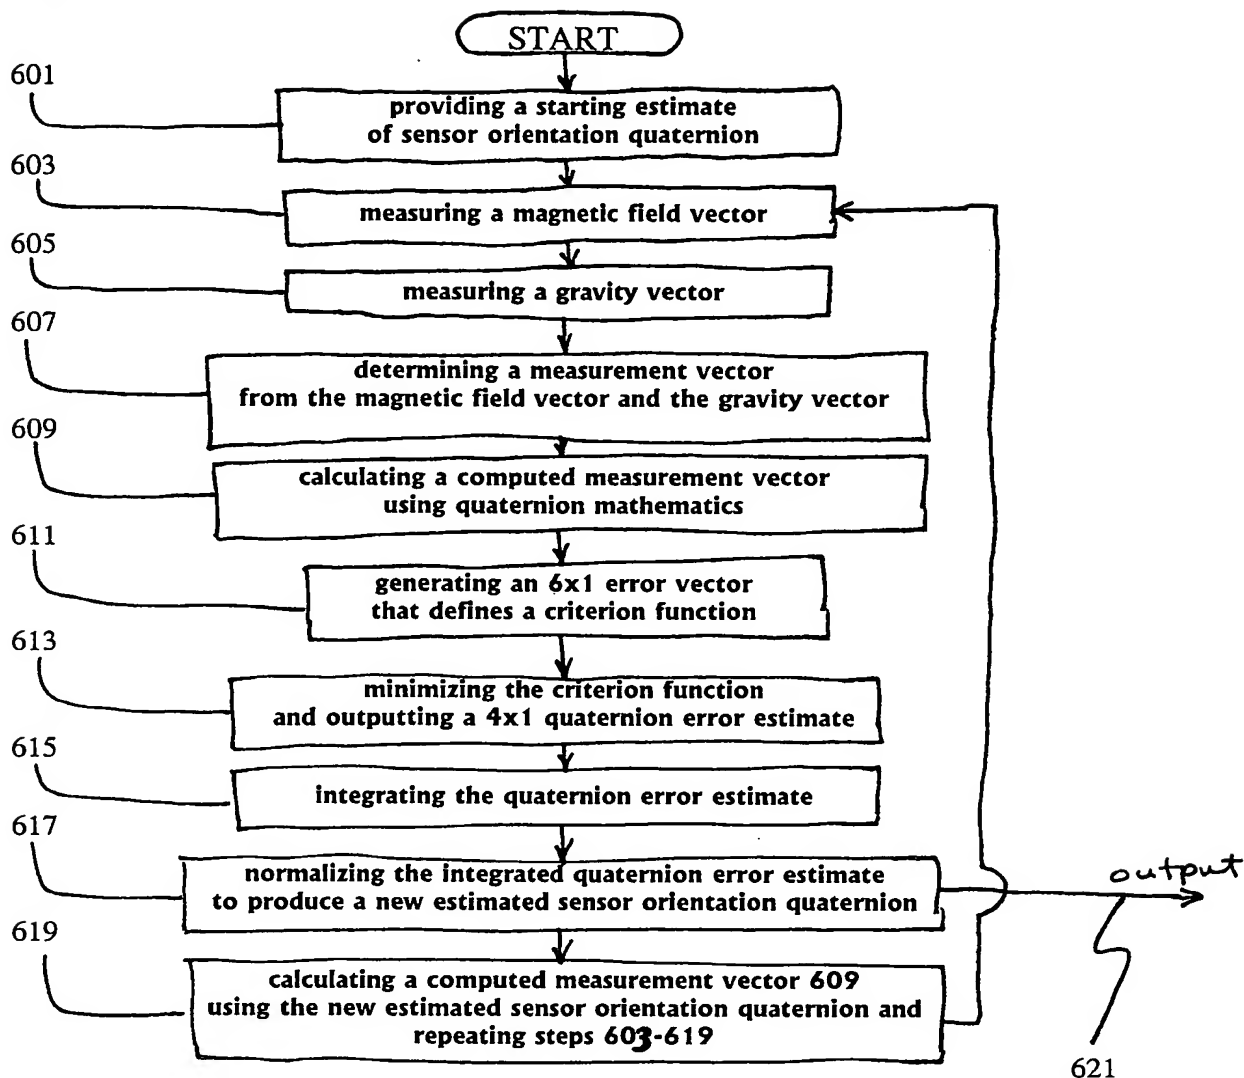 START
601
providing a starting estimate
of sensor orientation quaternion
603
measuring a magnetic field vector
605
measuring a gravity vector
607
determining a measurement vector
from the magnetic field vector and the gravity vector
609
calculating a computed measurement vector
using quaternion mathematics
611
generating an 6x1 error vector
that defines a criterion function
613
minimizing the criterion function
and outputting a 4x1 quaternion error estimate
615
integrating the quaternion error estimate
617
normalizing the integrated quaternion error estimate
to produce a new estimated sensor orientation quaternion
output
619
calculating a computed measurement vector 609
using the new estimated sensor orientation quaternion and
repeating steps 603-619
621